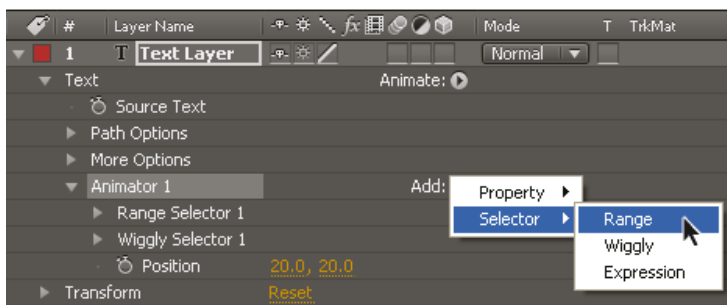 # Layer Name fx Mode T TrkMat
1 T Text Layer Normal
Text Animate:
Source Text
Path Options
More Options
Animator 1 Add: Property
Selector Range
Range Selector 1
Wiggly Selector 1 Wiggly
Position 20.0, 20.0 Expression
Transform Reset